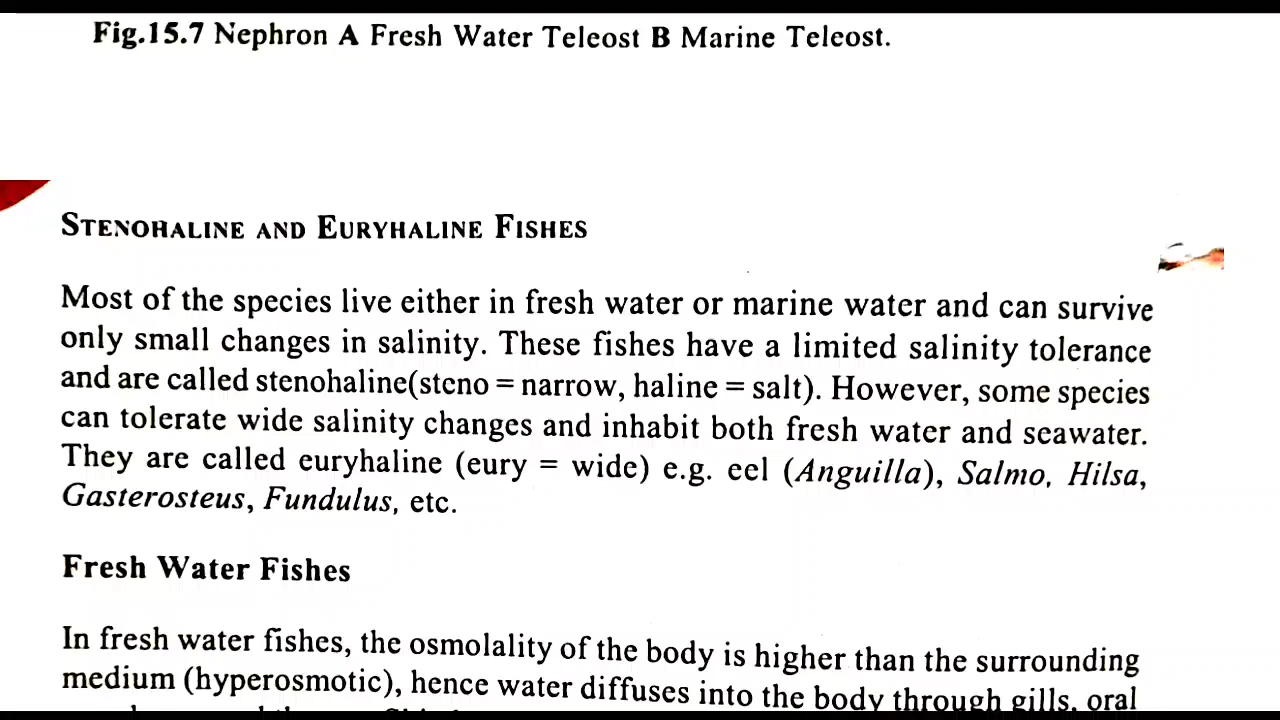 Fig.15.7 Nephron A Fresh Water Teleost B Marine Teleost.
STENOHALINE AND EURYHALINE FISHES
Most of the species live either in fresh water or marine water and can survive
only small changes in salinity. These fishes have a limited salinity tolerance
and are called stenohaline(steno = narrow, haline = salt). However, some species
can tolerate wide salinity changes and inhabit both fresh water and seawater.
They are called euryhaline (eury = wide) e.g. eel (Anguilla), Salmo, Hilsa,
Gasterosteus, Fundulus, etc.
Fresh Water Fishes
In fresh water fishes, the osmolality of the body is higher than the surrounding
medium (hyperosmotic), hence water diffuses into the body through gills, oral